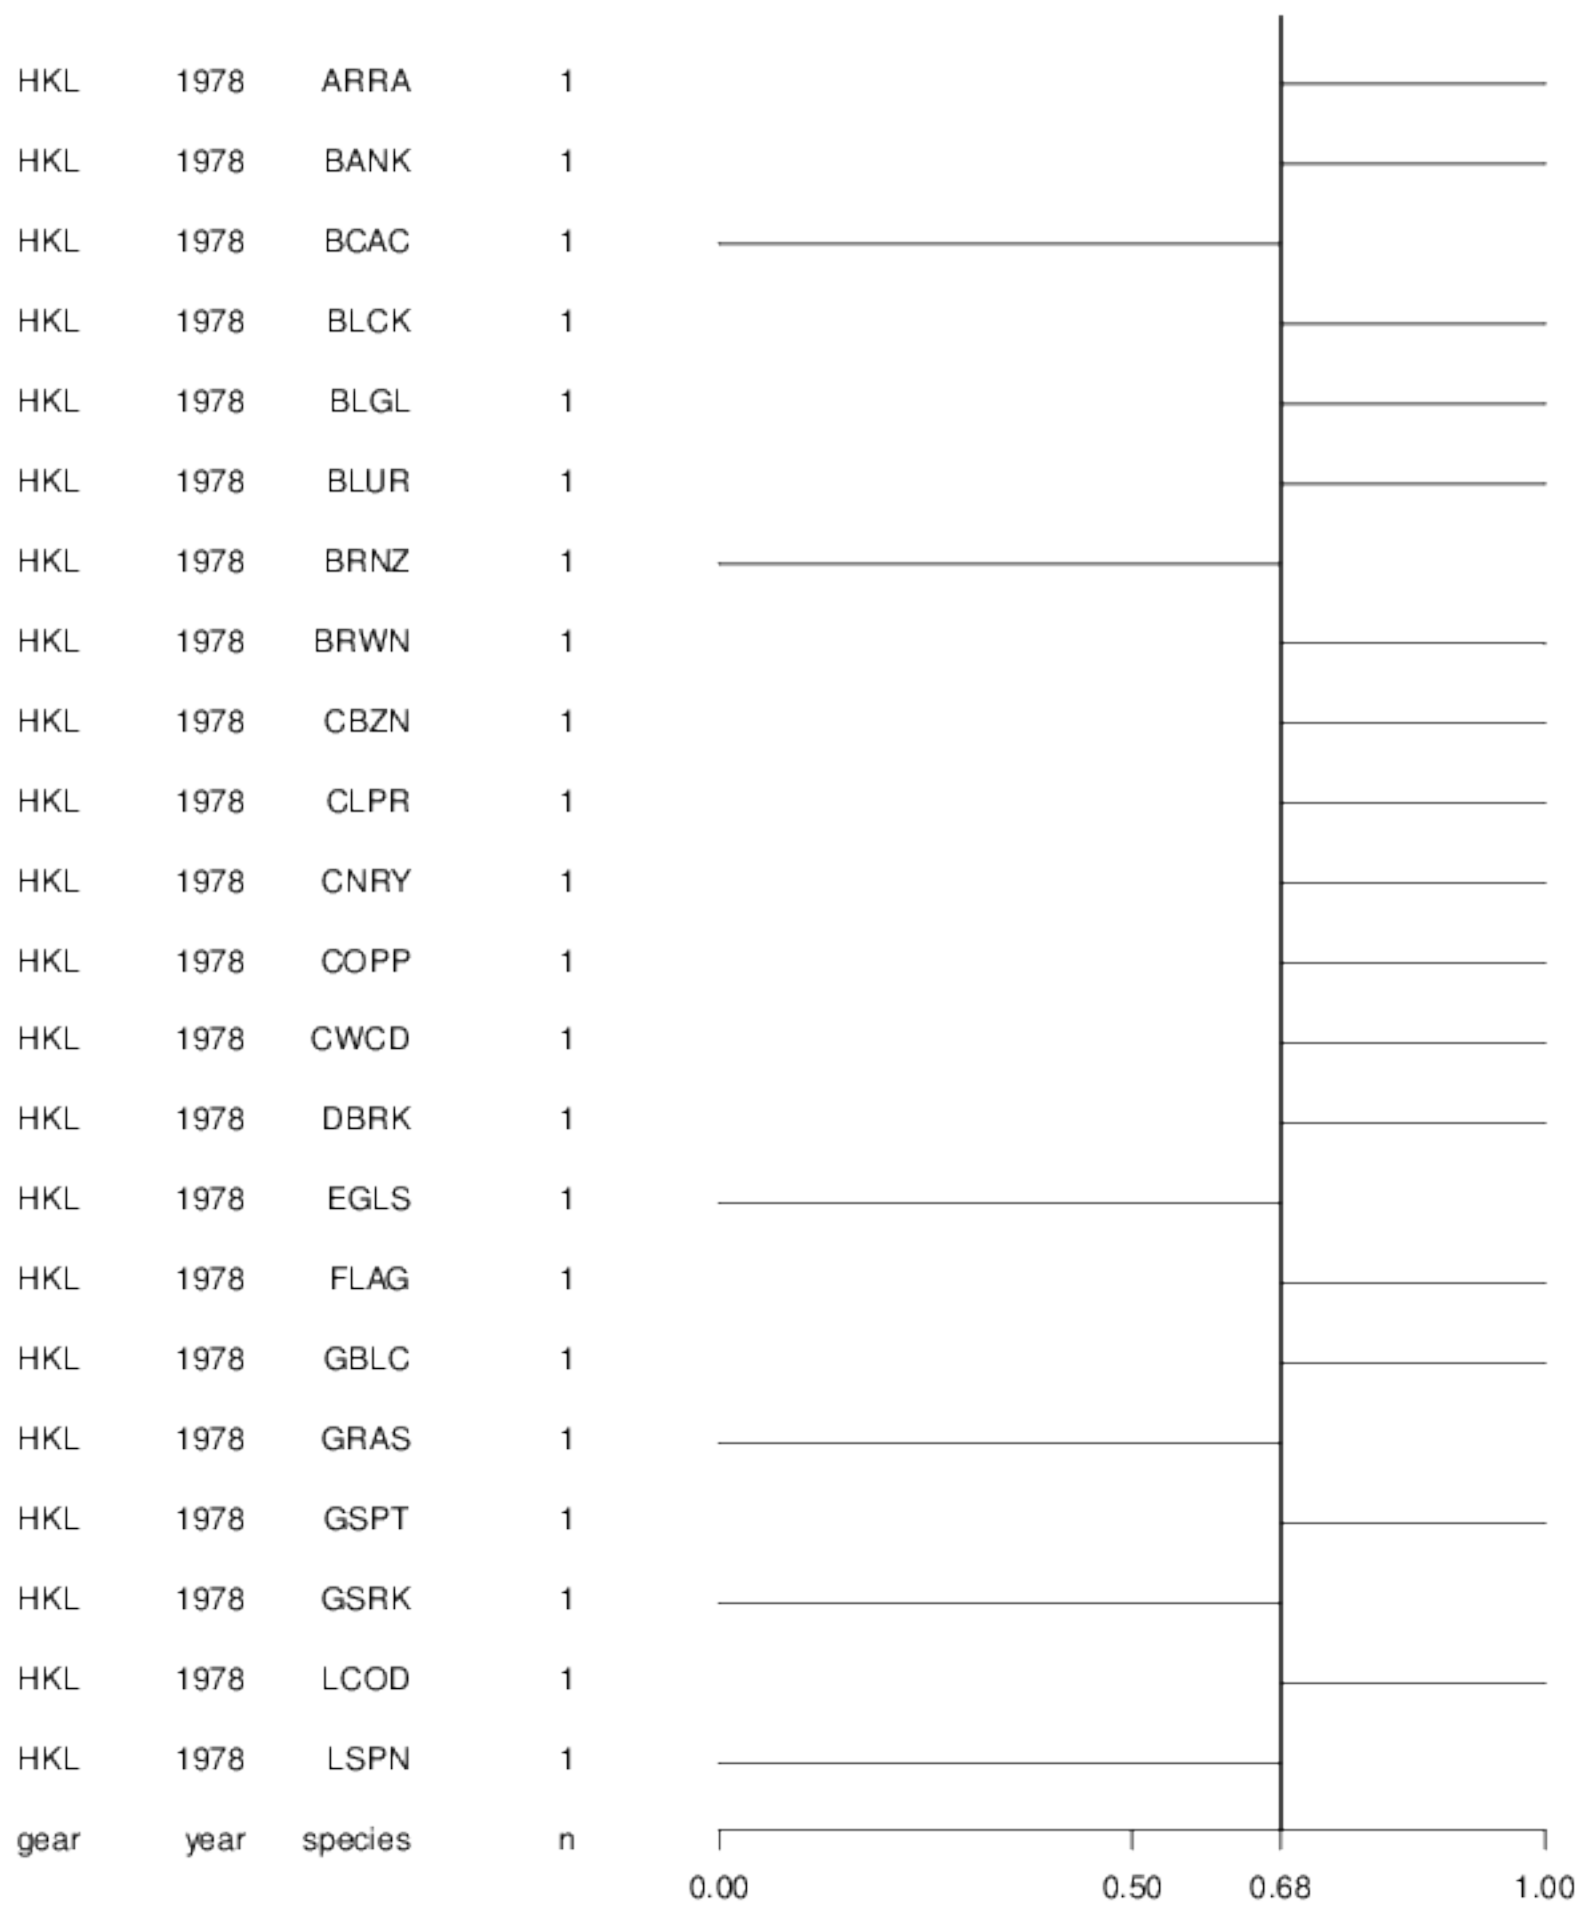 HKL 1978 ARRA 1
HKL 1978 BANK 1
HKL 1978 BCAC 1
HKL 1978 BLCK 1
HKL 1978 BLGL 1
HKL 1978 BLUR 1
HKL 1978 BRNZ 1
HKL 1978 BRWN 1
HKL 1978 CBZN 1
HKL 1978 CLPR 1
HKL 1978 CNRY 1
HKL 1978 COPP 1
HKL 1978 CWCD 1
HKL 1978 DBRK 1
HKL 1978 EGLS 1
HKL 1978 FLAG 1
HKL 1978 GBLC 1
HKL 1978 GRAS 1
HKL 1978 GSPT 1
HKL 1978 GSRK 1
HKL 1978 LCOD 1
HKL 1978 LSPN 1
gear year species n
0.00 0.50 0.68 1.00